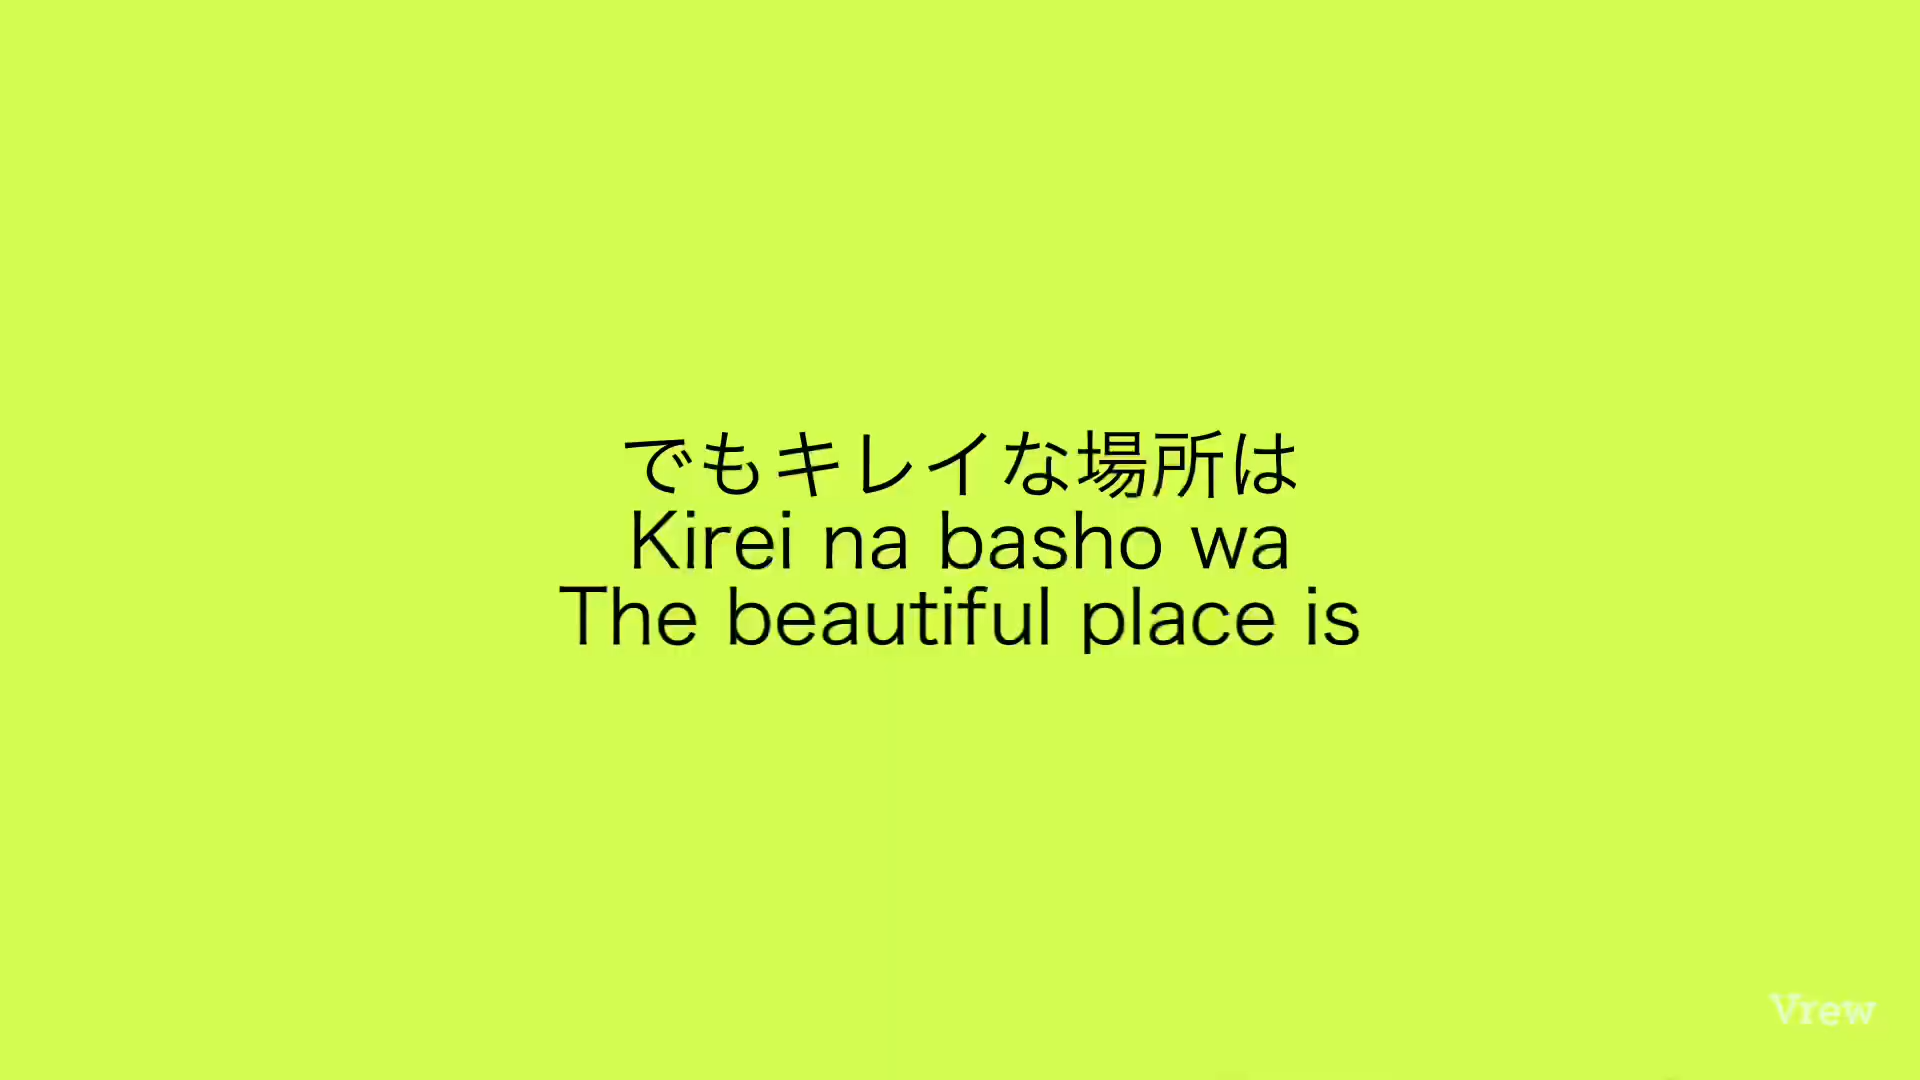 でもキレイな場所は
Kirei na basho wa
The beautiful place is
Vrew